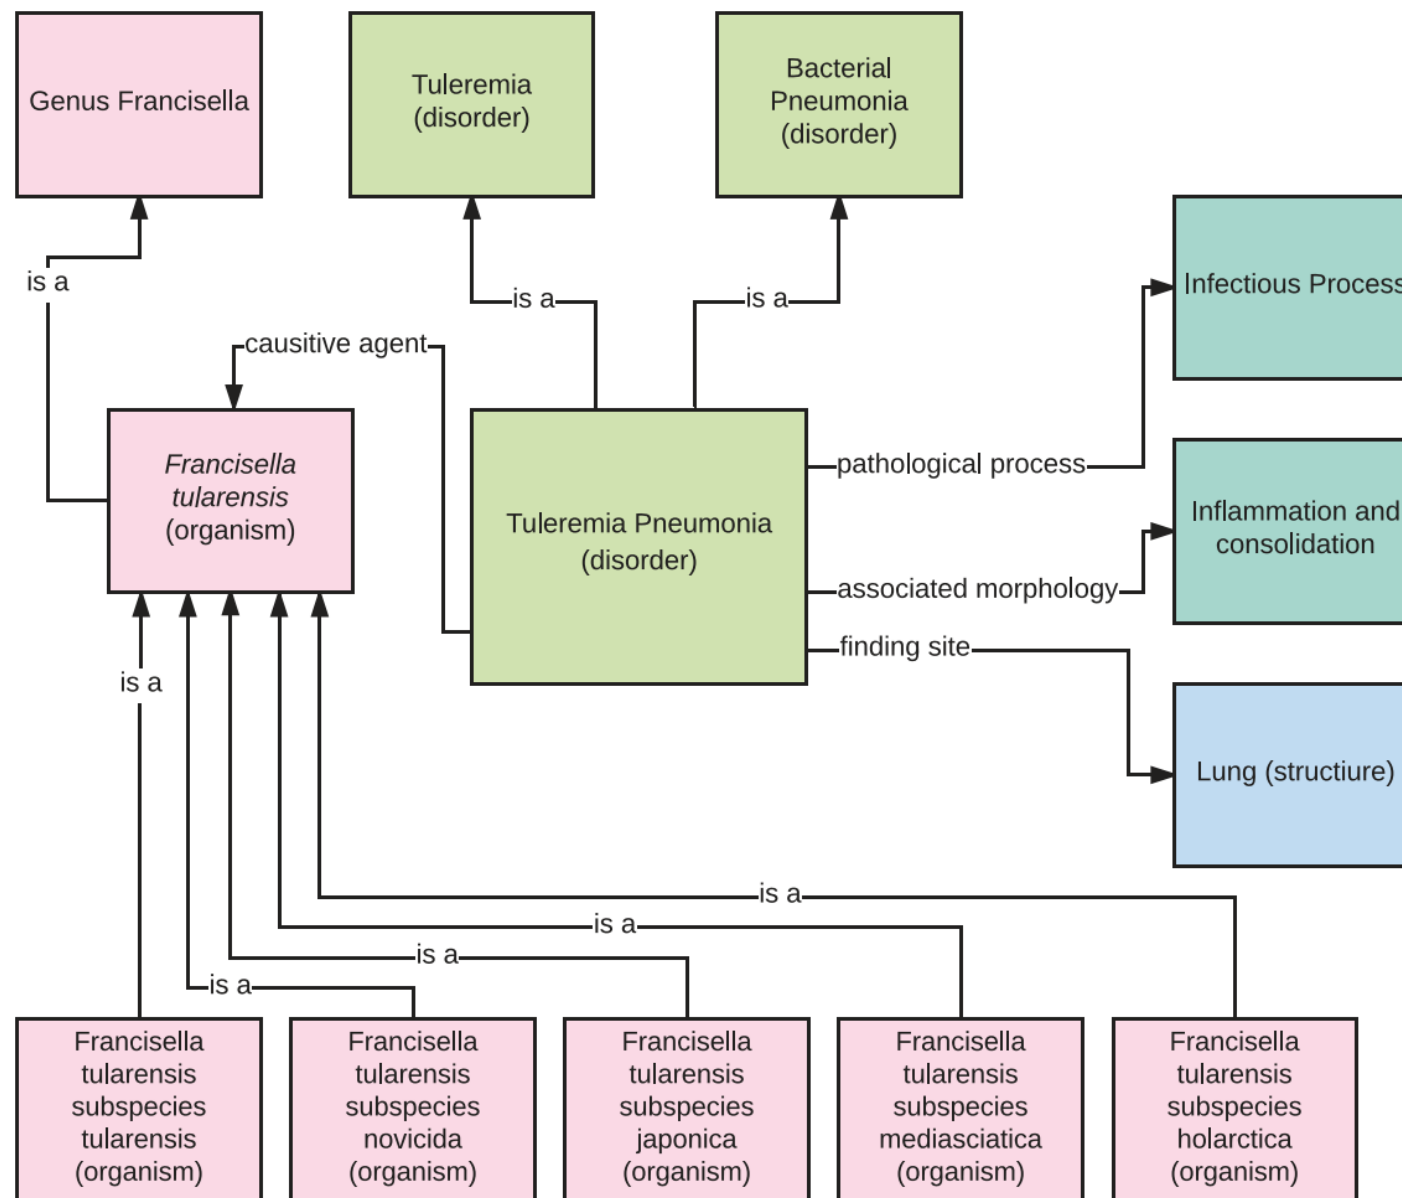 Genus Francisella
Tuleremia
(disorder)
Bacterial
Pneumonia
(disorder)
is a
is a
is a
causitive agent
Infectious Process
Francisella
tularensis
(organism)
Tuleremia Pneumonia
(disorder)
pathological process
associated morphology
finding site
Inflammation and
consolidation
is a
Lung (structiure)
is a
is a
is a
is a
Francisella
tularensis
subspecies
tularensis
(organism)
Francisella
tularensis
subspecies
novicida
(organism)
Francisella
tularensis
subspecies
japonica
(organism)
Francisella
tularensis
subspecies
mediasciatica
(organism)
Francisella
tularensis
subspecies
holarctica
(organism)